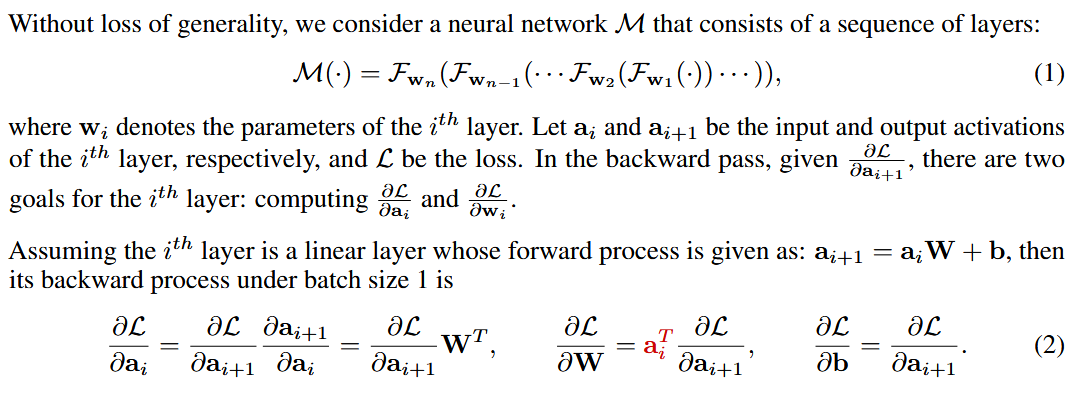 Without loss of generality, we consider a neural network $\mathcal{M}$ that consists of a sequence of layers:
$\mathcal{M}(\cdot) = \mathcal{F}_{\mathbf{w}_n}(\mathcal{F}_{\mathbf{w}_{n-1}}(\cdots \mathcal{F}_{\mathbf{w}_2}(\mathcal{F}_{\mathbf{w}_1}(\cdot)) \cdots)),$ (1)
where $\mathbf{w}_i$ denotes the parameters of the $i^{th}$ layer. Let $\mathbf{a}_i$ and $\mathbf{a}_{i+1}$ be the input and output activations
of the $i^{th}$ layer, respectively, and $\mathcal{L}$ be the loss. In the backward pass, given $\frac{\partial \mathcal{L}}{\partial \mathbf{a}_{i+1}}$, there are two
goals for the $i^{th}$ layer: computing $\frac{\partial \mathcal{L}}{\partial \mathbf{a}_i}$ and $\frac{\partial \mathcal{L}}{\partial \mathbf{w}_i}$.
Assuming the $i^{th}$ layer is a linear layer whose forward process is given as: $\mathbf{a}_{i+1} = \mathbf{a}_i \mathbf{W} + \mathbf{b}$, then
its backward process under batch size 1 is
$\frac{\partial \mathcal{L}}{\partial \mathbf{a}_i} = \frac{\partial \mathcal{L}}{\partial \mathbf{a}_{i+1}} \frac{\partial \mathbf{a}_{i+1}}{\partial \mathbf{a}_i} = \frac{\partial \mathcal{L}}{\partial \mathbf{a}_{i+1}} \mathbf{W}^T, \quad \frac{\partial \mathcal{L}}{\partial \mathbf{W}} = \mathbf{a}_i^T \frac{\partial \mathcal{L}}{\partial \mathbf{a}_{i+1}}, \quad \frac{\partial \mathcal{L}}{\partial \mathbf{b}} = \frac{\partial \mathcal{L}}{\partial \mathbf{a}_{i+1}}.$ (2)